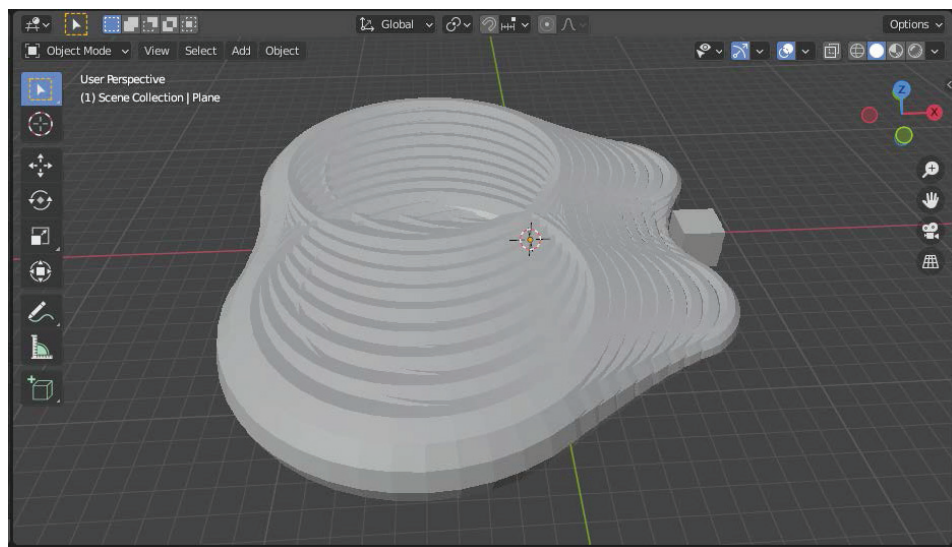 Global
Options
Object Mode
View
Select
Add
Object
User Perspective
(1) Scene Collection | Plane
Z
X